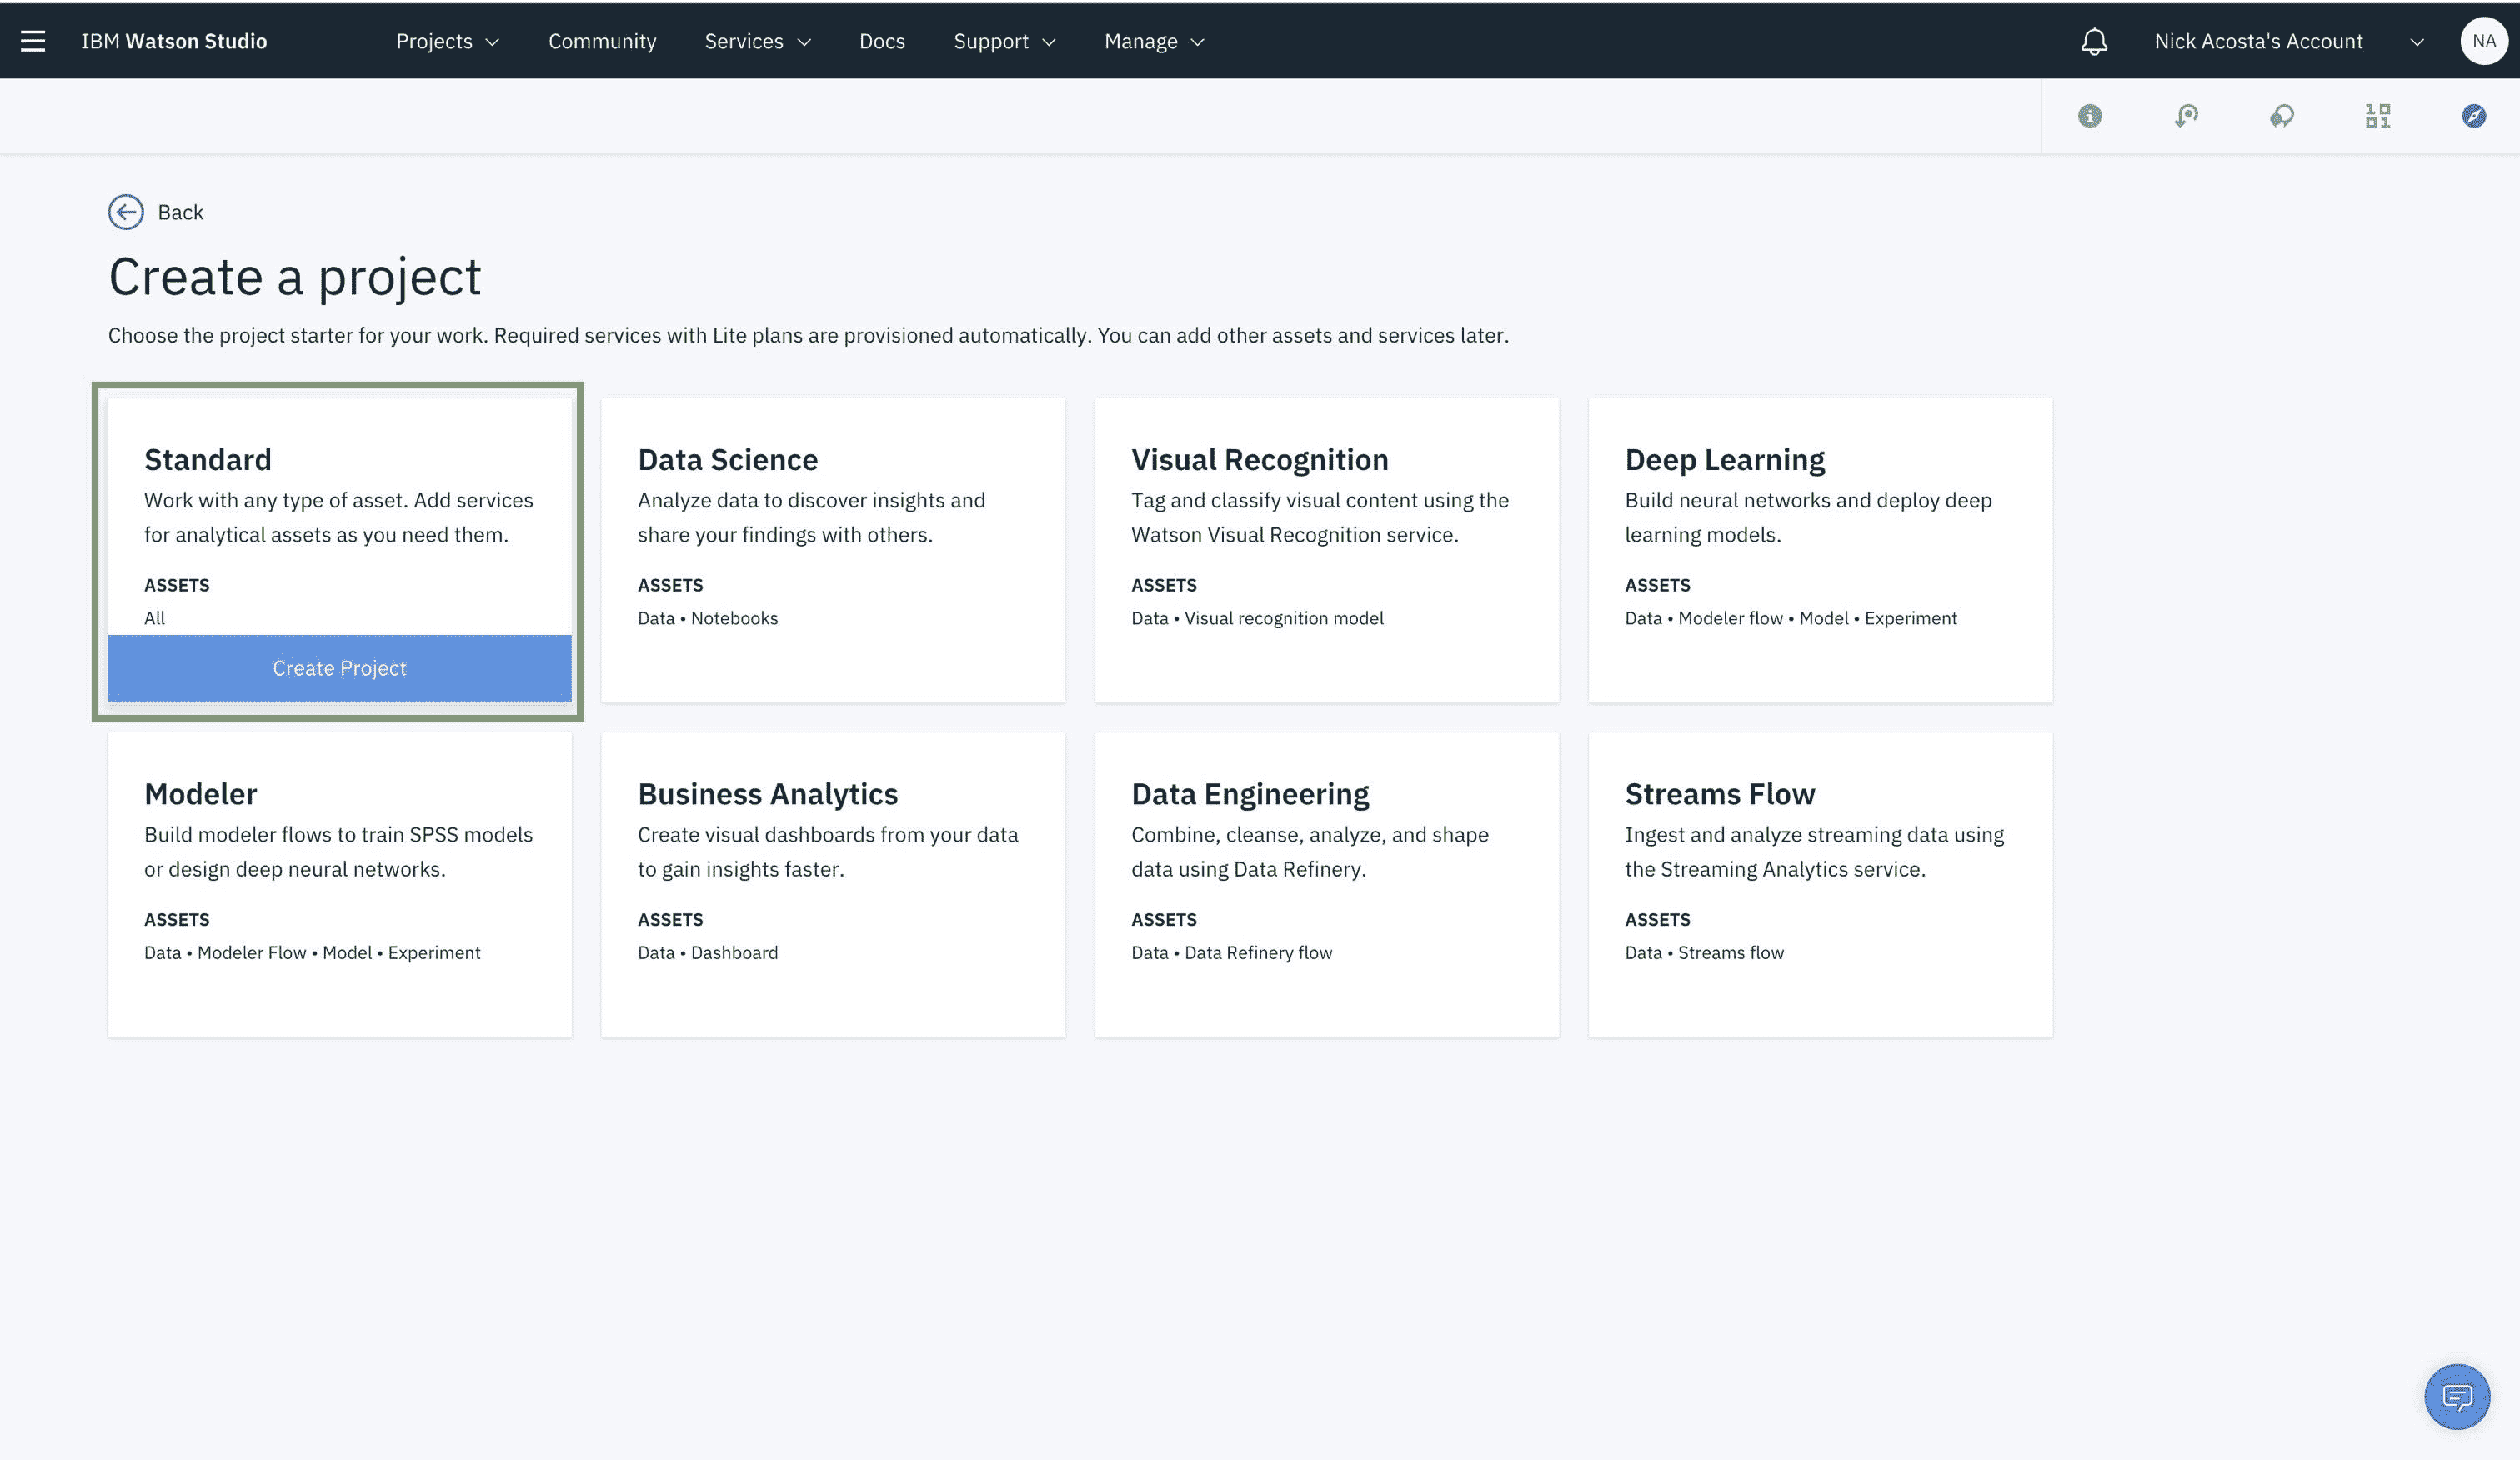 IBM Watson Studio Projects Community Services Docs Support Manage Nick Acosta's Account NA
Back
Create a project
Choose the project starter for your work. Required services with Lite plans are provisioned automatically. You can add other assets and services later.
Standard
Work with any type of asset. Add services
for analytical assets as you need them.
ASSETS
All
Create Project
Data Science
Analyze data to discover insights and
share your findings with others.
ASSETS
Data • Notebooks
Visual Recognition
Tag and classify visual content using the
Watson Visual Recognition service.
ASSETS
Data • Visual recognition model
Deep Learning
Build neural networks and deploy deep
learning models.
ASSETS
Data • Modeler flow • Model • Experiment
Modeler
Build modeler flows to train SPSS models
or design deep neural networks.
ASSETS
Data • Modeler Flow • Model • Experiment
Business Analytics
Create visual dashboards from your data
to gain insights faster.
ASSETS
Data • Dashboard
Data Engineering
Combine, cleanse, analyze, and shape
data using Data Refinery.
ASSETS
Data • Data Refinery flow
Streams Flow
Ingest and analyze streaming data using
the Streaming Analytics service.
ASSETS
Data • Streams flow